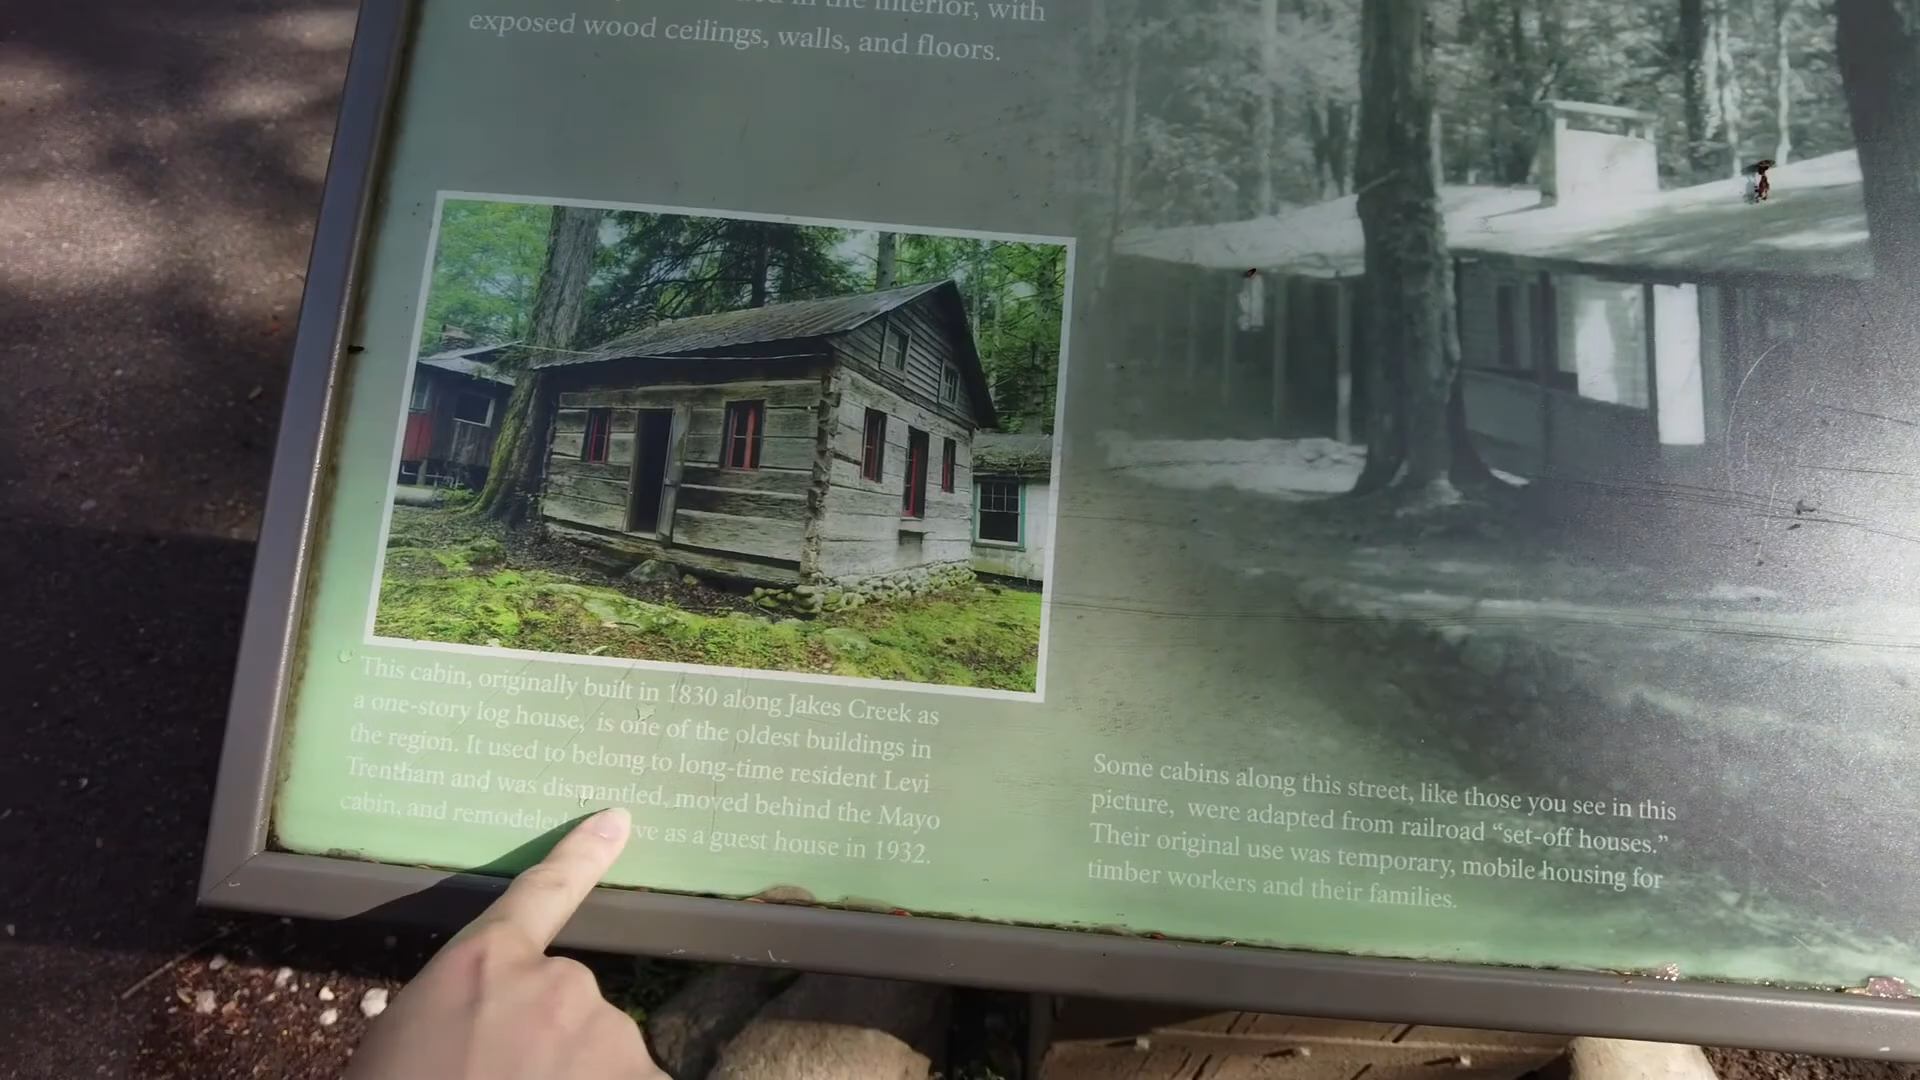 in the interior, with
exposed wood ceilings, walls, and floors.
This cabin, originally built in 1830 along Jakes Creek as
a one-story log house, is one of the oldest buildings in
the region. It used to belong to long-time resident Levi
Trentham and was dismantled, moved behind the Mayo
cabin, and remodeled as a guest house in 1932.
Some cabins along this street, like those you see in this
picture, were adapted from railroad “set-off houses.”
Their original use was temporary, mobile housing for
timber workers and their families.